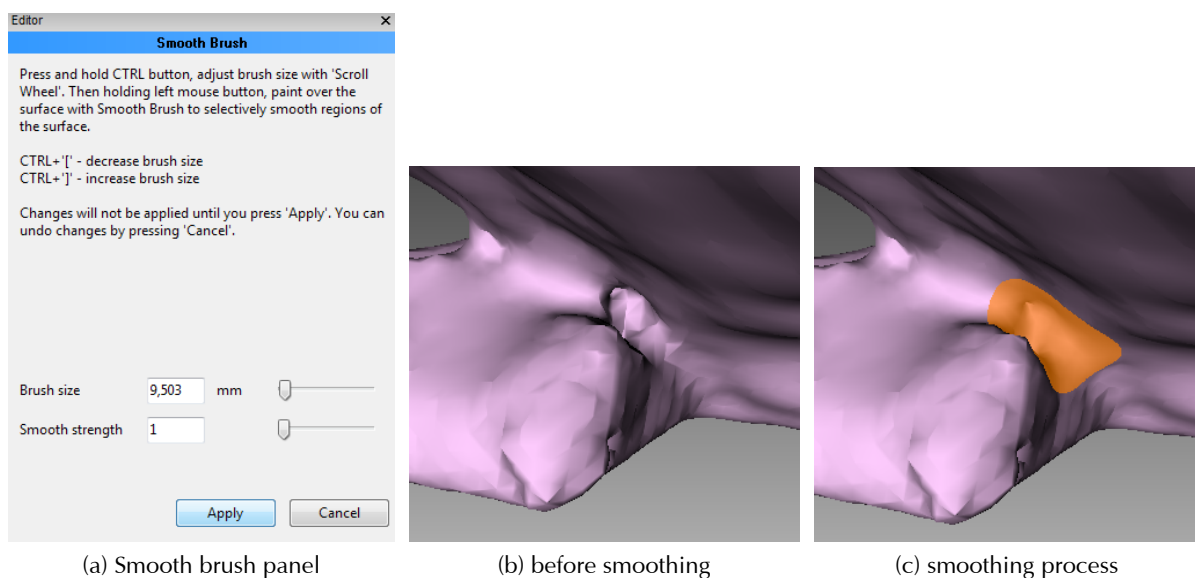 Editor
Smooth Brush
Press and hold CTRL button, adjust brush size with 'Scroll
Wheel'. Then holding left mouse button, paint over the
surface with Smooth Brush to selectively smooth regions of
the surface.
CTRL+'[' - decrease brush size
CTRL+']' - increase brush size
Changes will not be applied until you press 'Apply'. You can
undo changes by pressing 'Cancel'.
Brush size 9,503 mm
Smooth strength 1
Apply Cancel
(a) Smooth brush panel (b) before smoothing (c) smoothing process